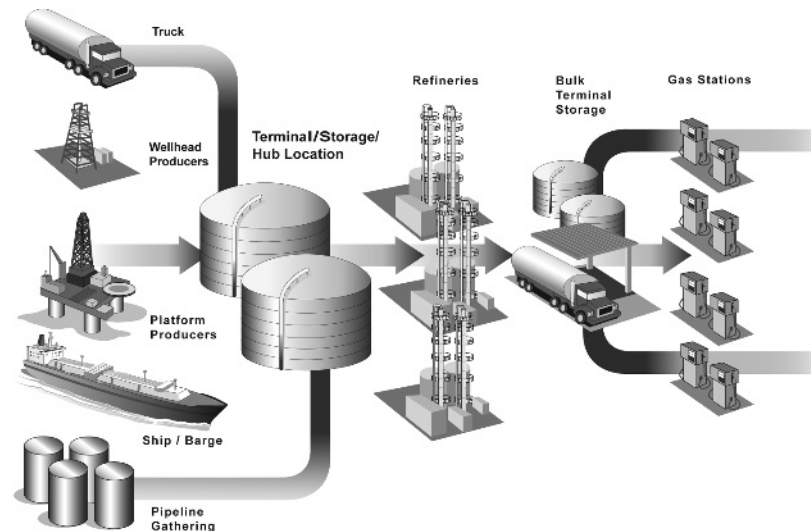 Truck
Wellhead
Producers
Platform
Producers
Ship / Barge
Pipeline
Gathering
Terminal/Storage/
Hub Location
Refineries
Bulk
Terminal
Storage
Gas Stations